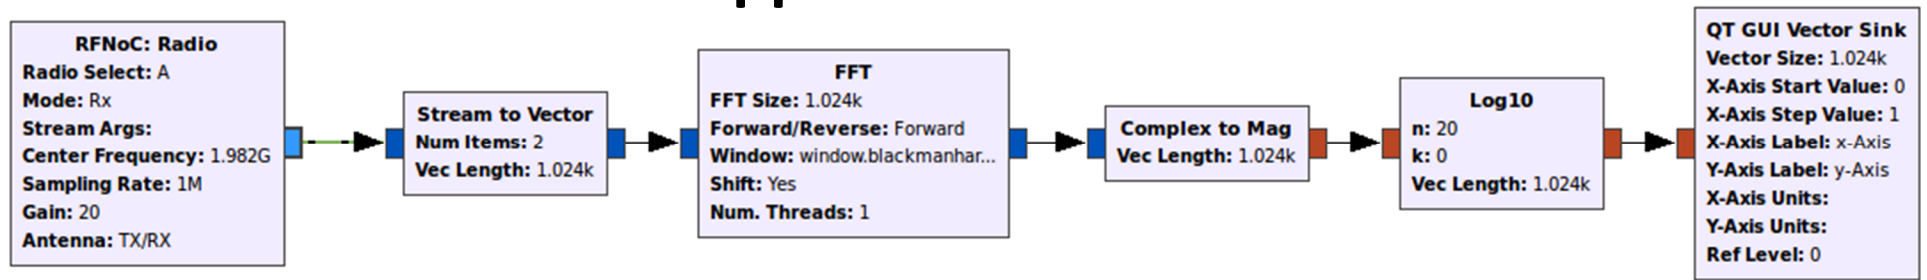 RFNoC: Radio
Radio Select: A
Mode: Rx
Stream Args:
Center Frequency: 1.982G
Sampling Rate: 1M
Gain: 20
Antenna: TX/RX
Stream to Vector
Num Items: 2
Vec Length: 1.024k
FFT
FFT Size: 1.024k
Forward/Reverse: Forward
Window: window.blackmanhar...
Shift: Yes
Num. Threads: 1
Complex to Mag
Vec Length: 1.024k
Log10
n: 20
k: 0
Vec Length: 1.024k
QT GUI Vector Sink
Vector Size: 1.024k
X-Axis Start Value: 0
X-Axis Step Value: 1
X-Axis Label: x-Axis
Y-Axis Label: y-Axis
X-Axis Units:
Y-Axis Units:
Ref Level: 0